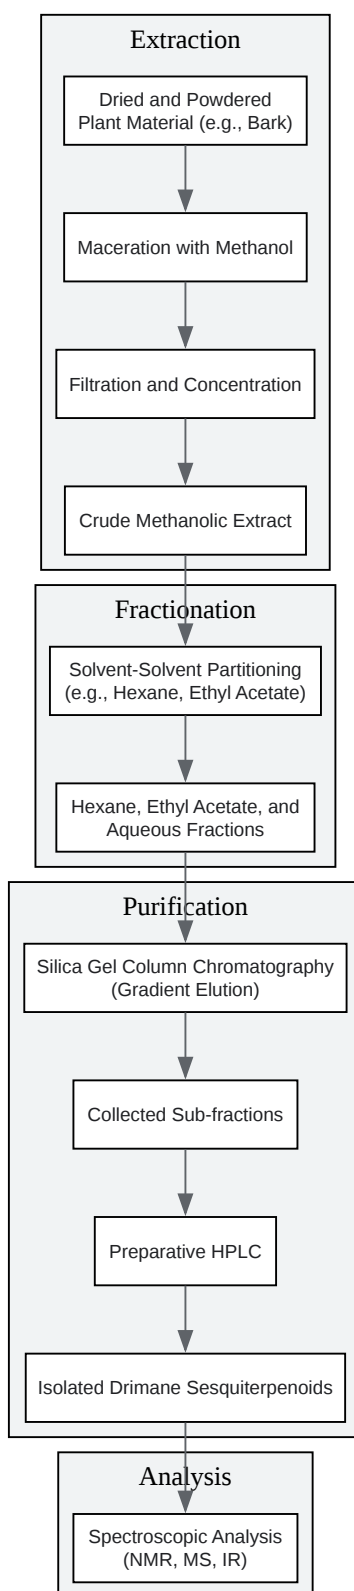 Extraction
Dried and Powdered
Plant Material (e.g., Bark)
Maceration with Methanol
Filtration and Concentration
Crude Methanolic Extract
Fractionation
Solvent-Solvent Partitioning
(e.g., Hexane, Ethyl Acetate)
Hexane, Ethyl Acetate, and
Aqueous Fractions
Purification
Silica Gel Column Chromatography
(Gradient Elution)
Collected Sub-fractions
Preparative HPLC
Isolated Drimane Sesquiterpenoids
Analysis
Spectroscopic Analysis
(NMR, MS, IR)